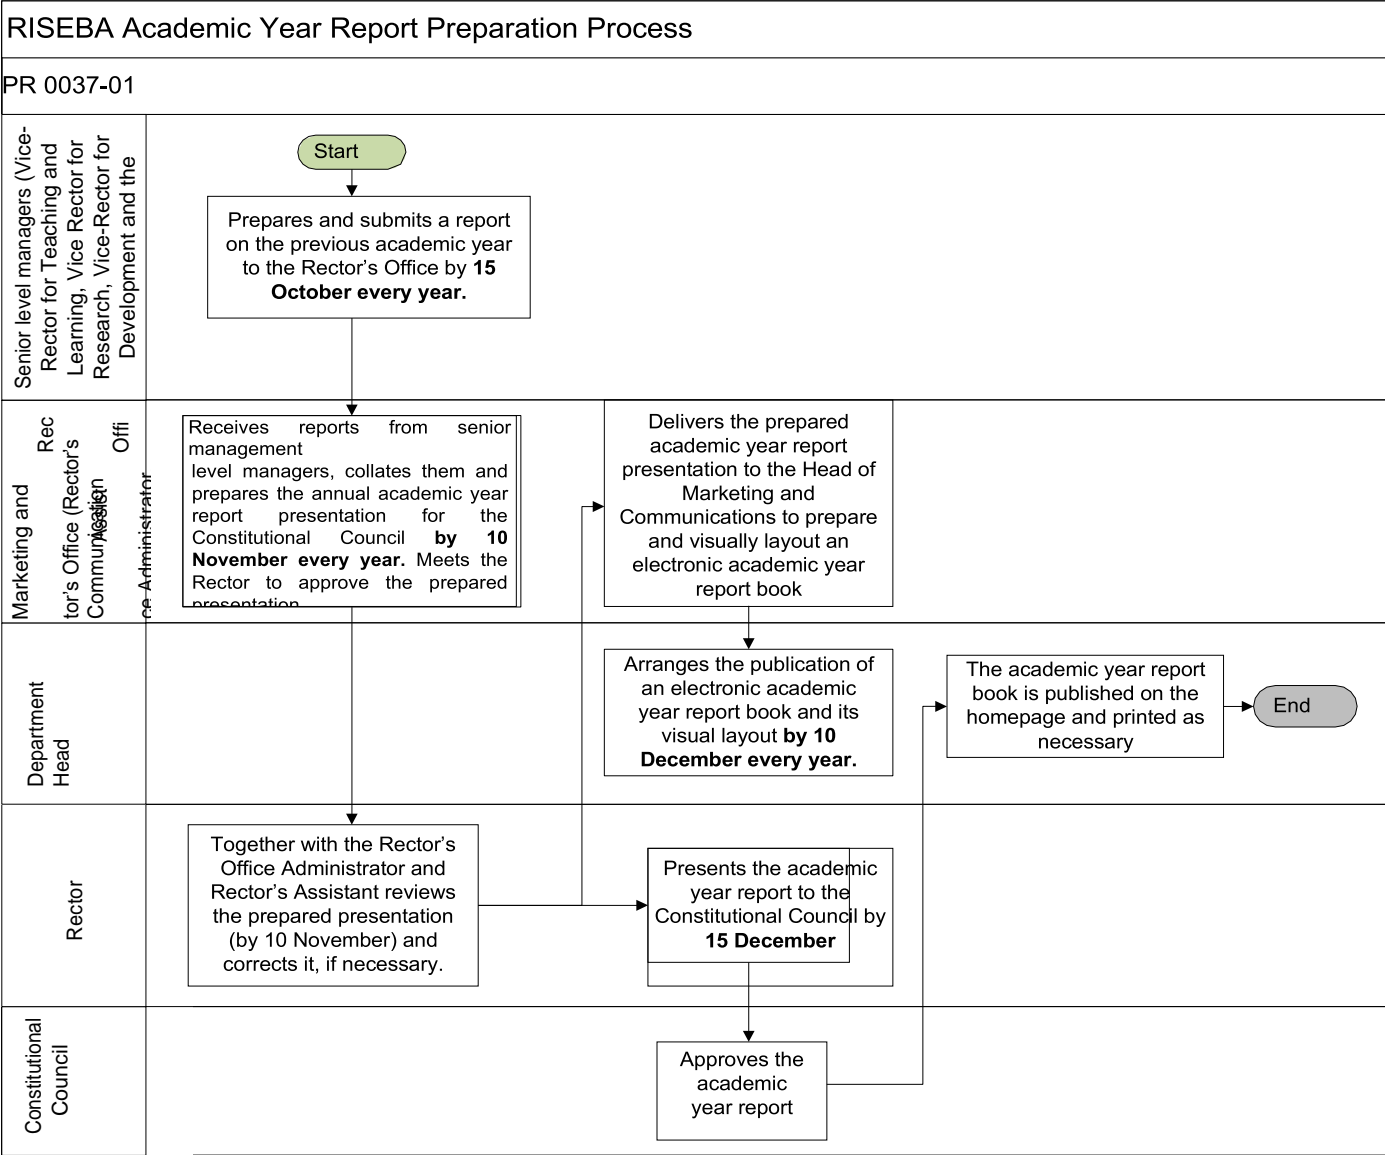 RISEBA Academic Year Report Preparation Process
PR 0037-01
Senior level managers (Vice-
Rector for Teaching and
Learning, Vice Rector for
Research, Vice-Rector for
Development and the
Start
Prepares and submits a report
on the previous academic year
to the Rector’s Office by 15
October every year.
Rec
tor’s Office (Rector’s
Assist
Offi
ce Administrator
Receives reports from senior
management
level managers, collates them and
prepares the annual academic year
report presentation for the
Constitutional Council by 10
November every year. Meets the
Rector to approve the prepared
presentation
Delivers the prepared
academic year report
presentation to the Head of
Marketing and
Communications to prepare
and visually layout an
electronic academic year
report book
Marketing and
Communication
Department
Head
Arranges the publication of
an electronic academic
year report book and its
visual layout by 10
December every year.
The academic year report
book is published on the
homepage and printed as
necessary
End
Rector
Together with the Rector’s
Office Administrator and
Rector’s Assistant reviews
the prepared presentation
(by 10 November) and
corrects it, if necessary.
Presents the academic
year report to the
Constitutional Council by
15 December
Constitutional
Council
Approves the
academic
year report